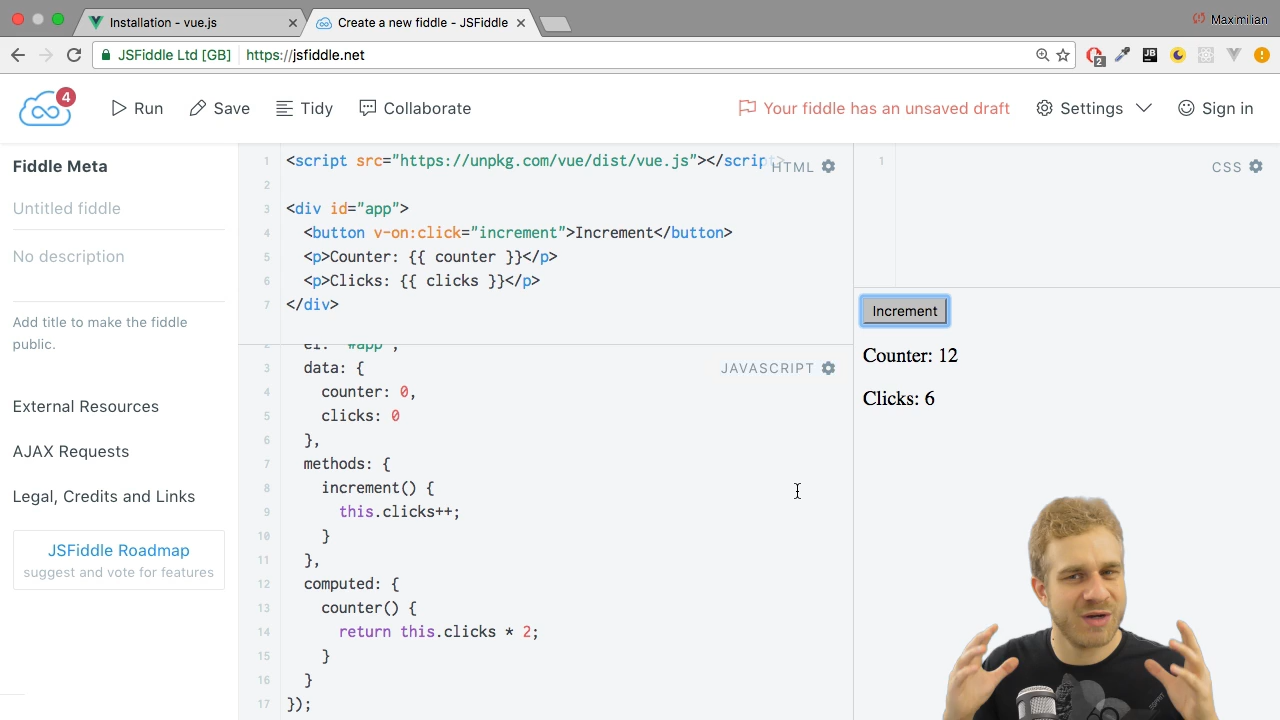 Installation - vue.js
Create a new fiddle - JSFiddle
Maximilian
JSFiddle Ltd [GB]
https://jsfiddle.net
2
JB
4
Run
Save
Tidy
Collaborate
Your fiddle has an unsaved draft
Settings
Sign in
Fiddle Meta
Untitled fiddle
No description
Add title to make the fiddle
public.
External Resources
AJAX Requests
Legal, Credits and Links
JSFiddle Roadmap
suggest and vote for features
HTML
1 <script src="https://unpkg.com/vue/dist/vue.js"></script>
2
3 <div id="app">
4 <button v-on:click="increment">Increment</button>
5 <p>Counter: {{ counter }}</p>
6 <p>Clicks: {{ clicks }}</p>
7 </div>
JAVASCRIPT
2 el: "#app",
3 data: {
4 counter: 0,
5 clicks: 0
6 },
7 methods: {
8 increment() {
9 this.clicks++;
10 }
11 },
12 computed: {
13 counter() {
14 return this.clicks * 2;
15 }
16 }
17 });
1
CSS
Increment
Counter: 12
Clicks: 6